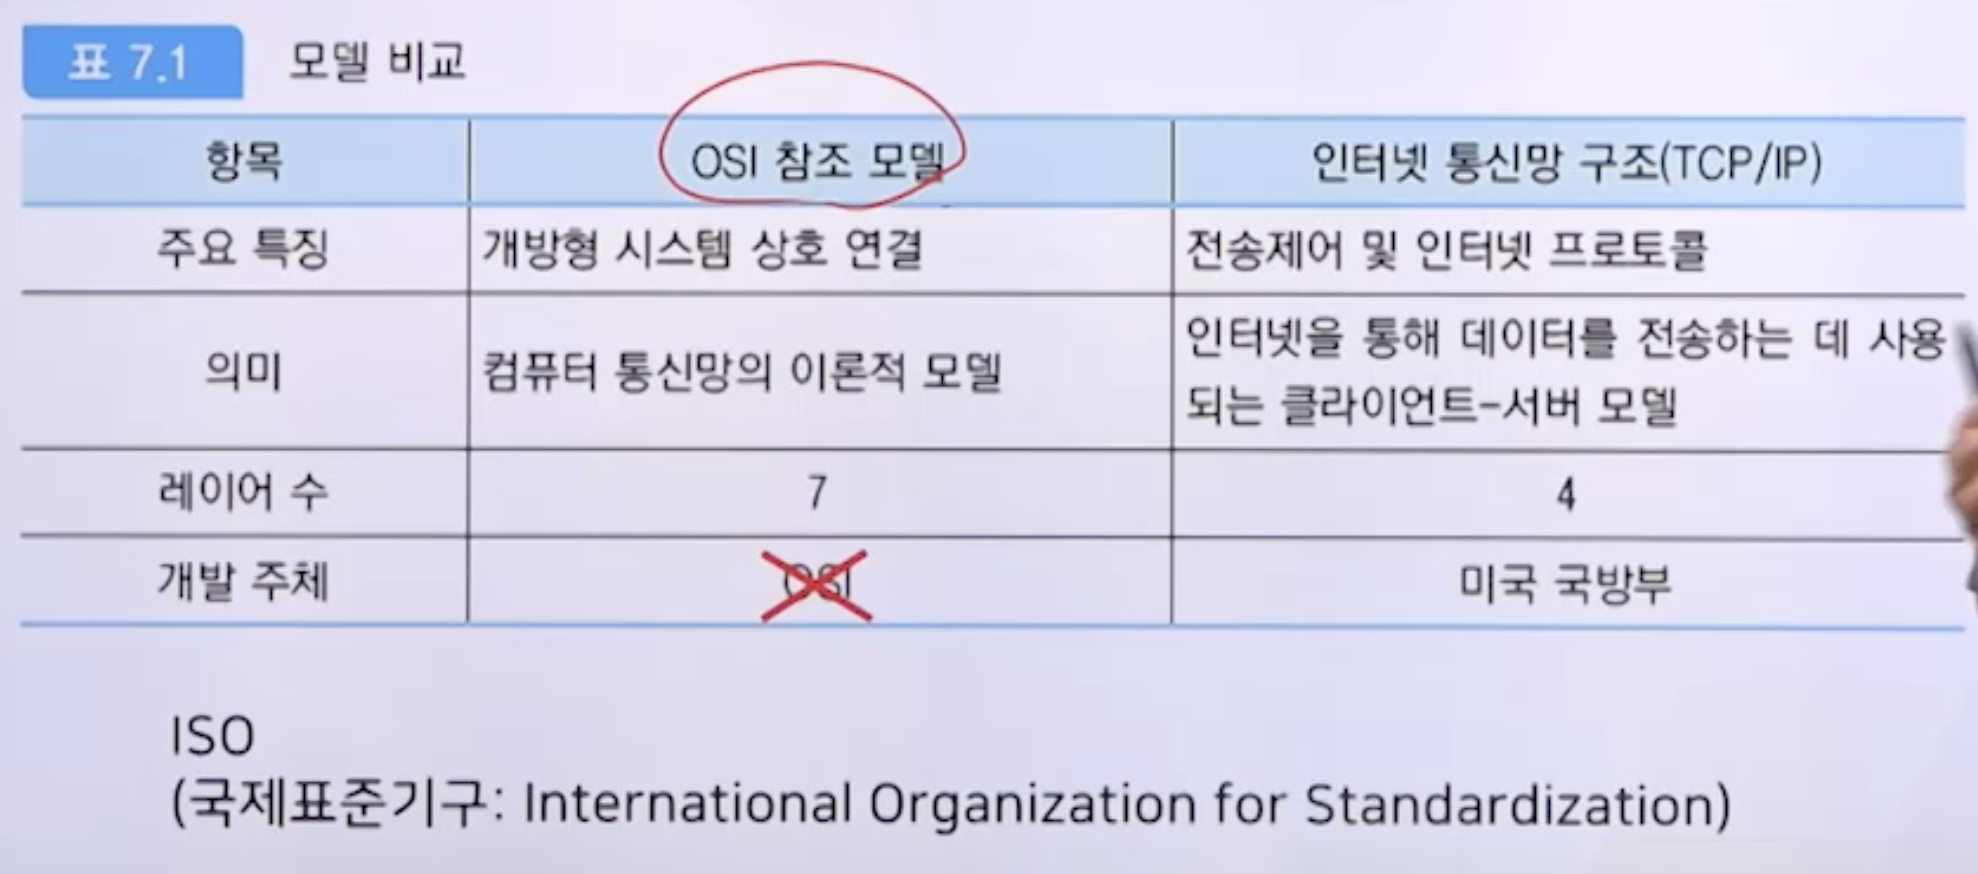 표 7.1 모델 비교
항목 OSI 참조 모델 인터넷 통신망 구조(TCP/IP)
주요 특징 개방형 시스템 상호 연결 전송제어 및 인터넷 프로토콜
의미 컴퓨터 통신망의 이론적 모델 인터넷을 통해 데이터를 전송하는 데 사용
되는 클라이언트-서버 모델
레이어 수 7 4
개발 주체 OSI 미국 국방부
ISO
(국제표준기구: International Organization for Standardization)